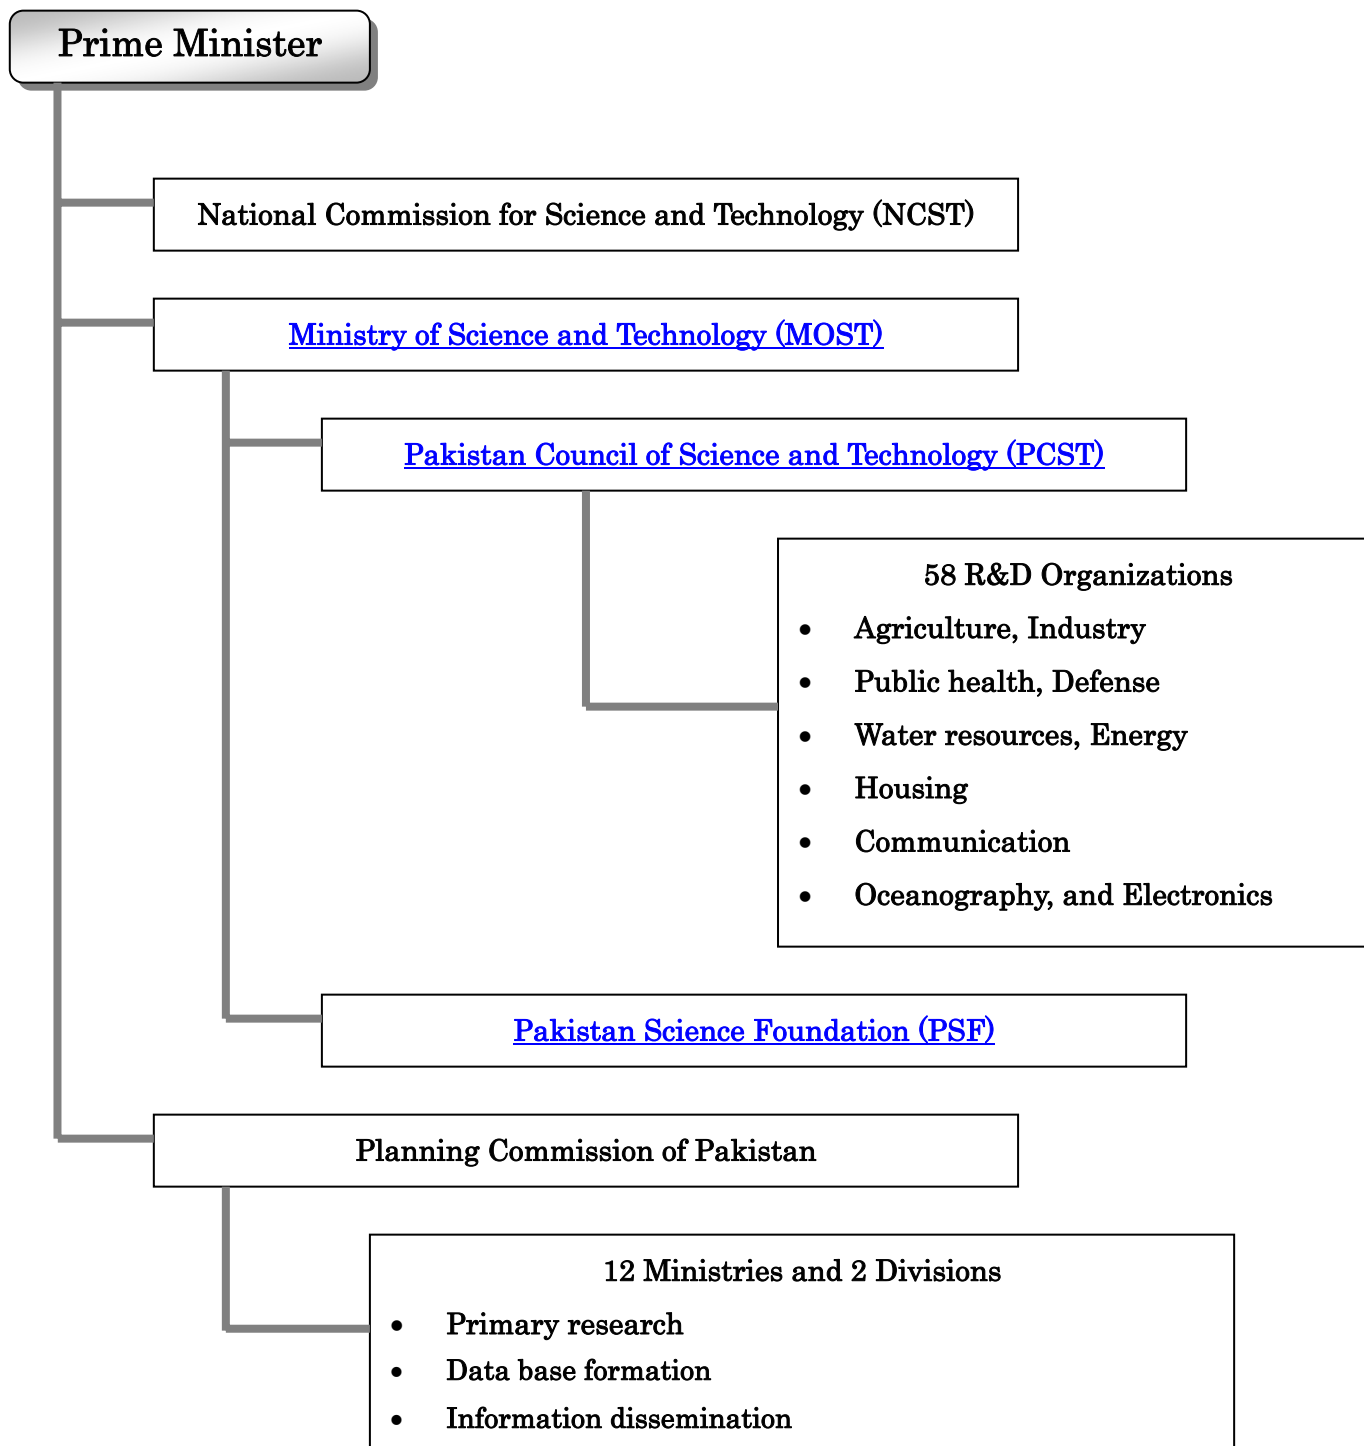 Prime Minister
National Commission for Science and Technology (NCST)
Ministry of Science and Technology (MOST)
Pakistan Council of Science and Technology (PCST)
58 R&D Organizations
• Agriculture, Industry
• Public health, Defense
• Water resources, Energy
• Housing
• Communication
• Oceanography, and Electronics
Pakistan Science Foundation (PSF)
Planning Commission of Pakistan
12 Ministries and 2 Divisions
• Primary research
• Data base formation
• Information dissemination